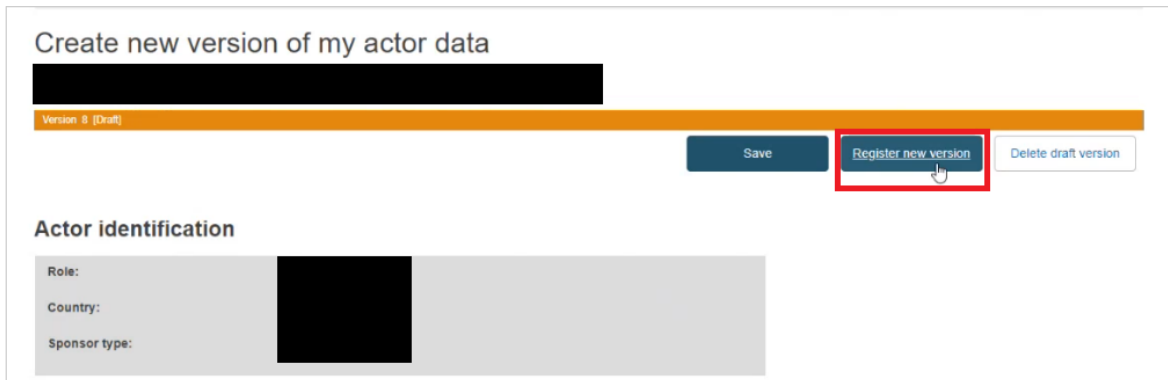 Create new version of my actor data
Version 8 [Draft]
Save
Register new version
Delete draft version
Actor identification
Role:
Country:
Sponsor type: